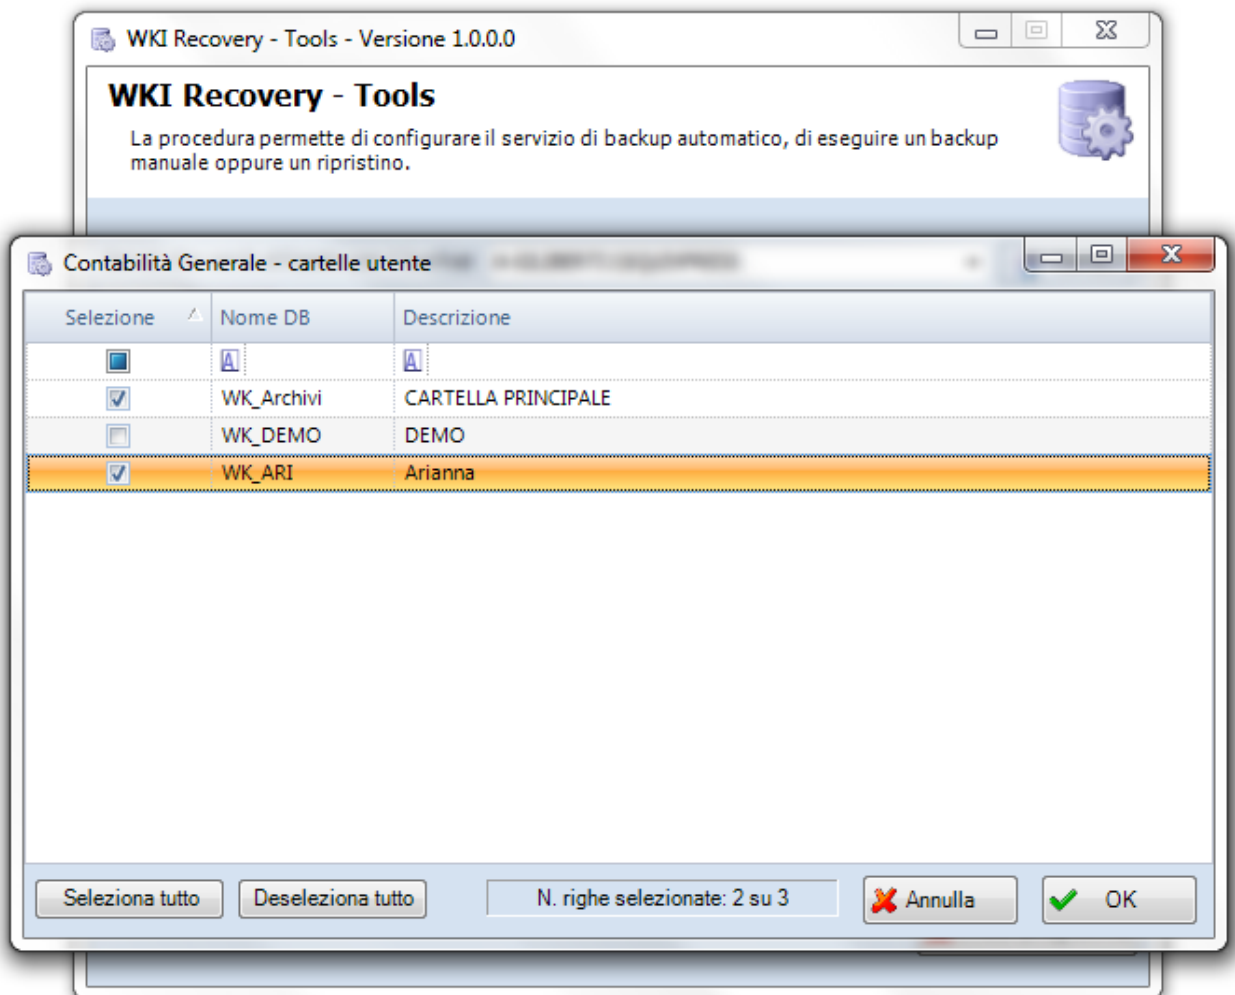 WKI Recovery - Tools - Versione 1.0.0.0
WKI Recovery - Tools
La procedura permette di configurare il servizio di backup automatico, di eseguire un backup
manuale oppure un ripristino.
Contabilità Generale - cartelle utente
Selezione Nome DB Descrizione
A A
WK_Archivi CARTELLA PRINCIPALE
WK_DEMO DEMO
WK_ARI Arianna
Seleziona tutto Deseleziona tutto N. righe selezionate: 2 su 3 Annulla OK